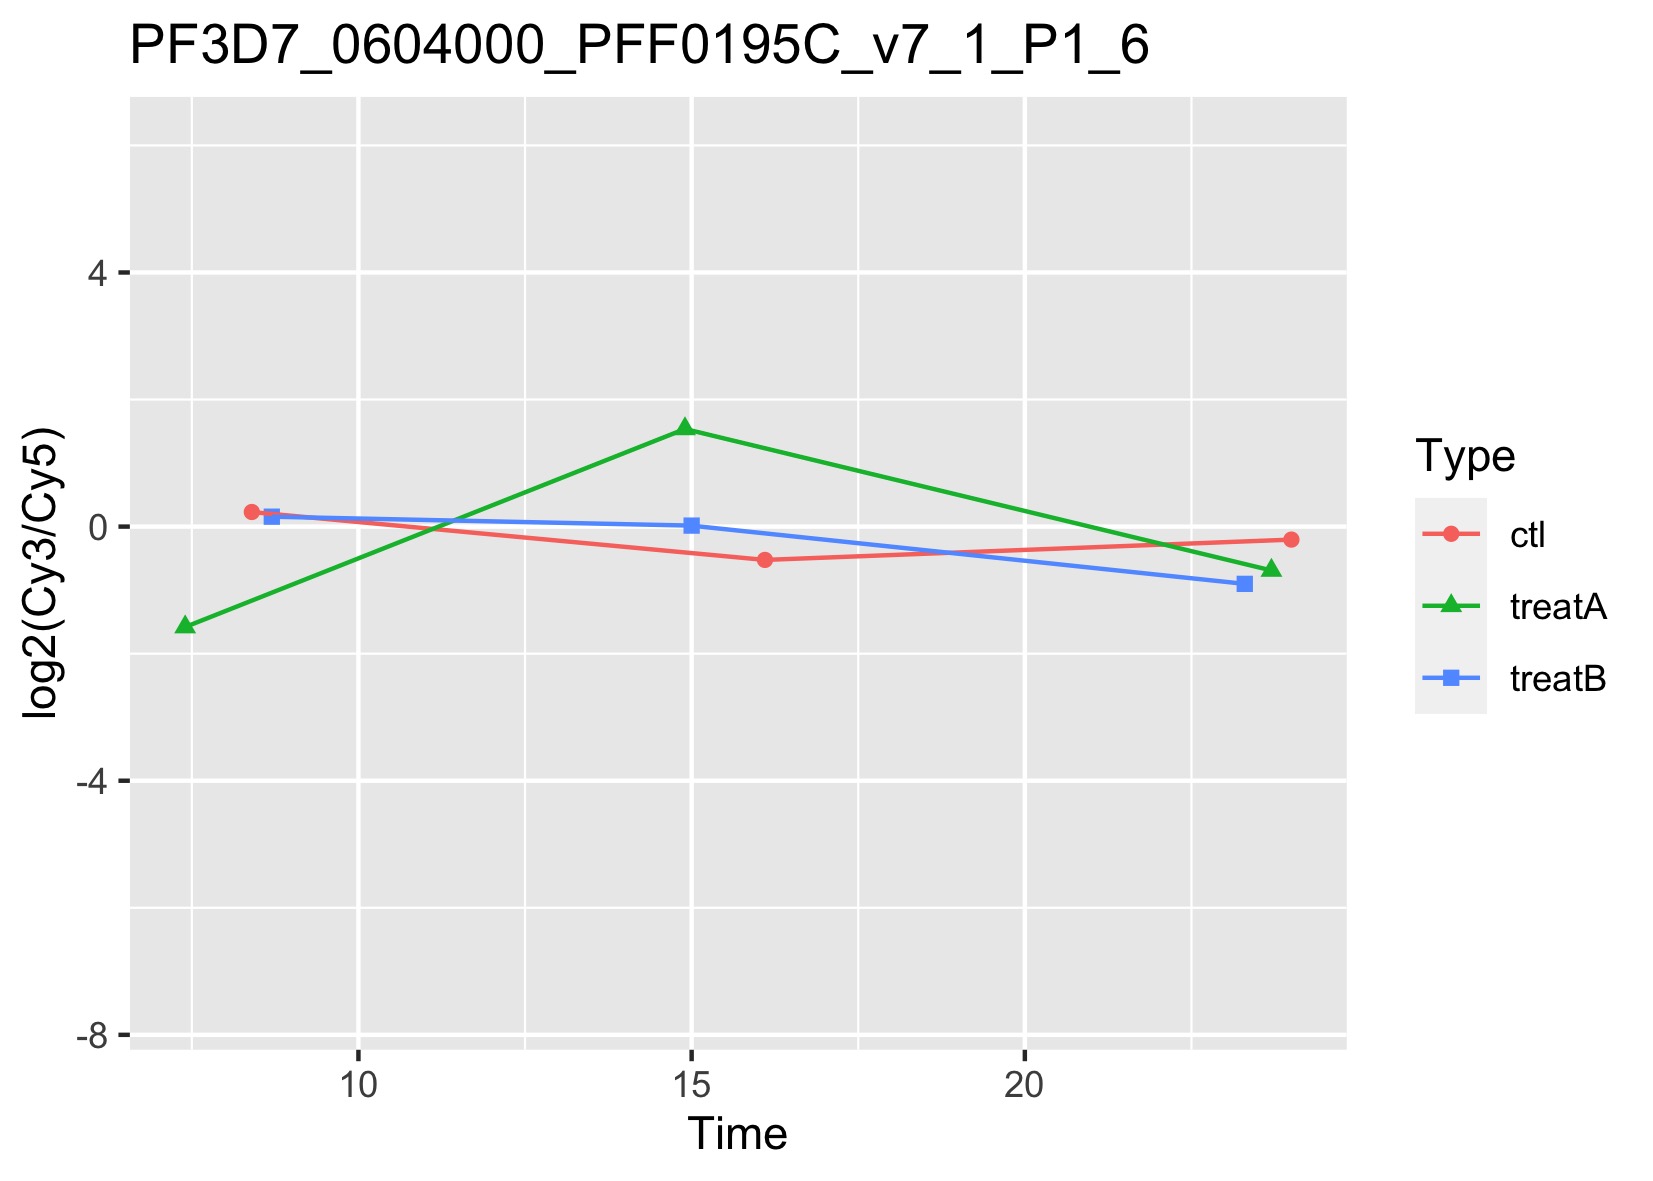 PF3D7_0604000_PFF0195C_v7_1_P1_6
log2(Cy3/Cy5)
4
0
-4
-8
10 15 20
Time
Type
ctl
treatA
treatB